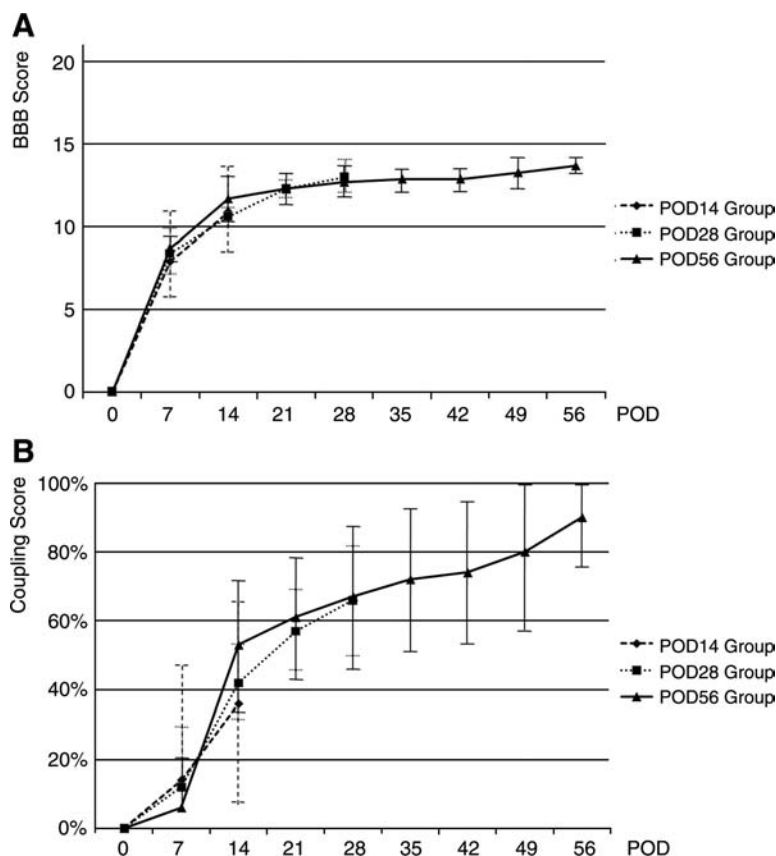 A
BBB Score
20
15
10
5
0
0 7 14 21 28 35 42 49 56 POD
POD14 Group
POD28 Group
POD56 Group
B
Coupling Score
100%
80%
60%
40%
20%
0%
0 7 14 21 28 35 42 49 56 POD
POD14 Group
POD28 Group
POD56 Group